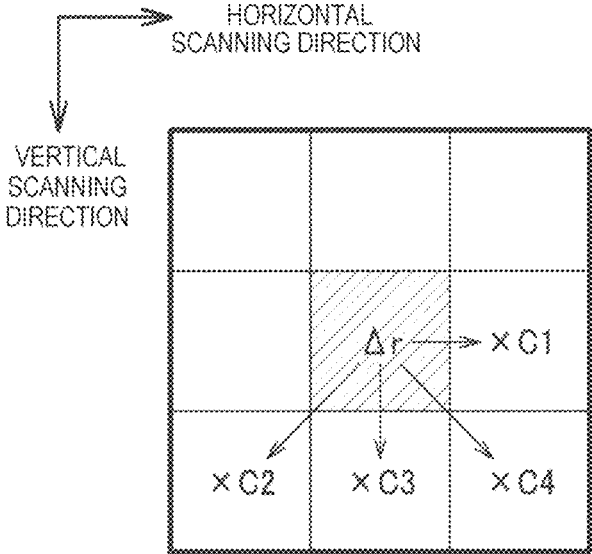 HORIZONTAL
SCANNING DIRECTION
VERTICAL
SCANNING
DIRECTION
Δr
×C1
×C2
×C3
×C4